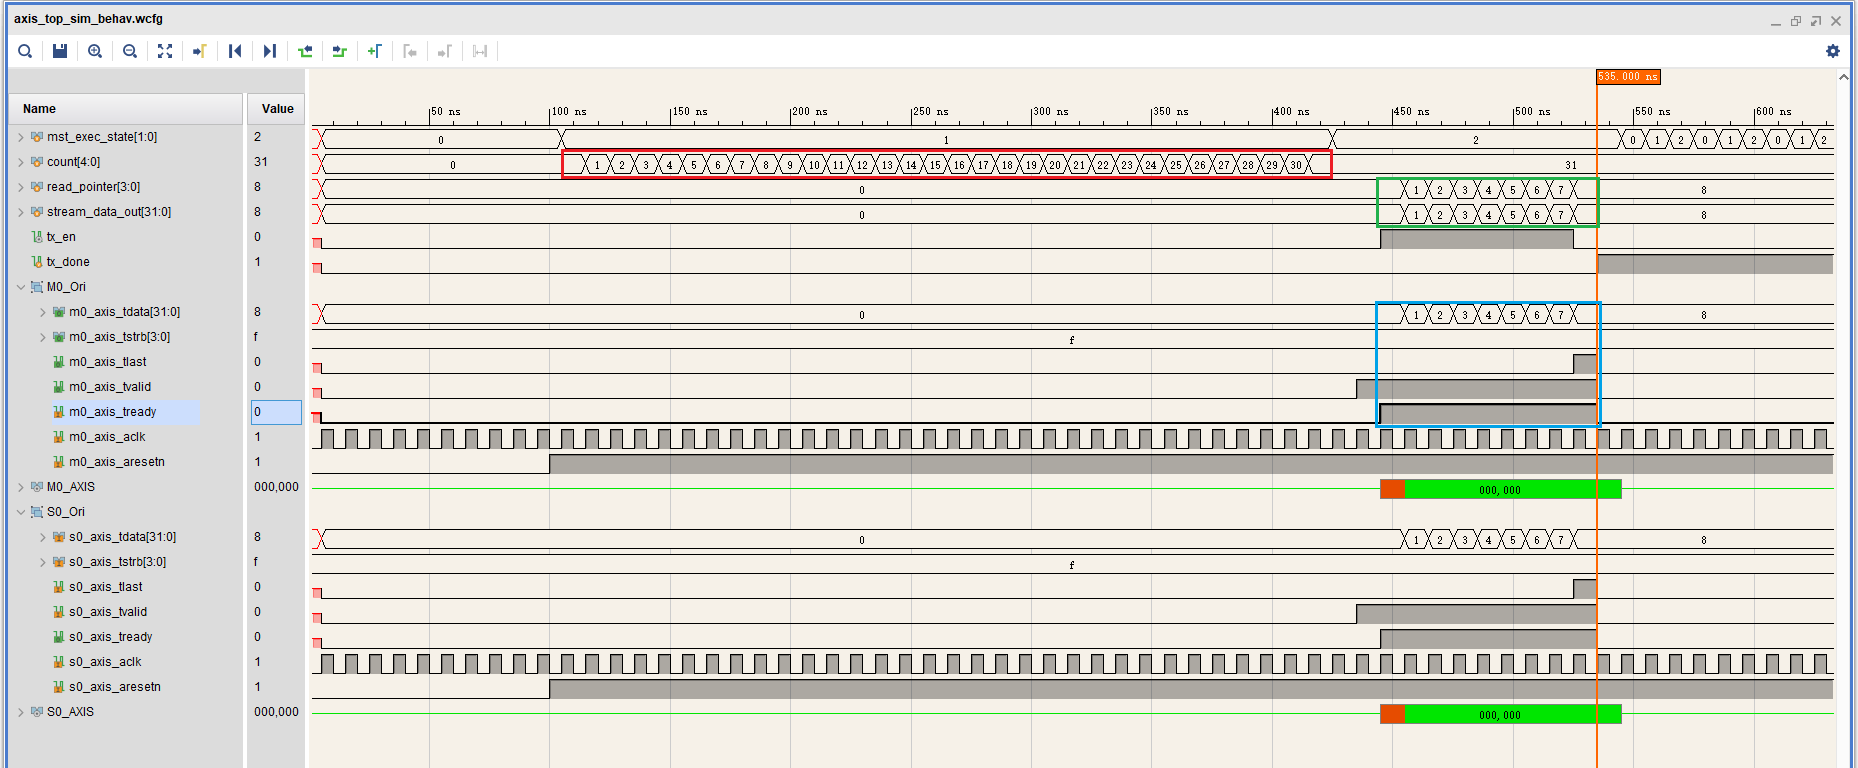 axis_top_sim_behav.wcfg
535.000 ns
Name Value
50 ns 100 ns 150 ns 200 ns 250 ns 300 ns 350 ns 400 ns 450 ns 500 ns 550 ns 600 ns
mst_exec_state[1:0] 2 0 1 2 0 1 2 0 1 2 0 1 2
count[4:0] 31 0 1 2 3 4 5 6 7 8 9 10 11 12 13 14 15 16 17 18 19 20 21 22 23 24 25 26 27 28 29 30 31
read_pointer[3:0] 8 0 1 2 3 4 5 6 7 8
stream_data_out[31:0] 8 0 1 2 3 4 5 6 7 8
tx_en 0
tx_done 1
M0_Ori
m0_axis_tdata[31:0] 8 0 1 2 3 4 5 6 7 8
m0_axis_tstrb[3:0] f f
m0_axis_tlast 0
m0_axis_tvalid 0
m0_axis_tready 0
m0_axis_aclk 1
m0_axis_aresetn 1
M0_AXIS 000,000 000,000
S0_Ori
s0_axis_tdata[31:0] 8 0 1 2 3 4 5 6 7 8
s0_axis_tstrb[3:0] f f
s0_axis_tlast 0
s0_axis_tvalid 0
s0_axis_tready 0
s0_axis_aclk 1
s0_axis_aresetn 1
S0_AXIS 000,000 000,000